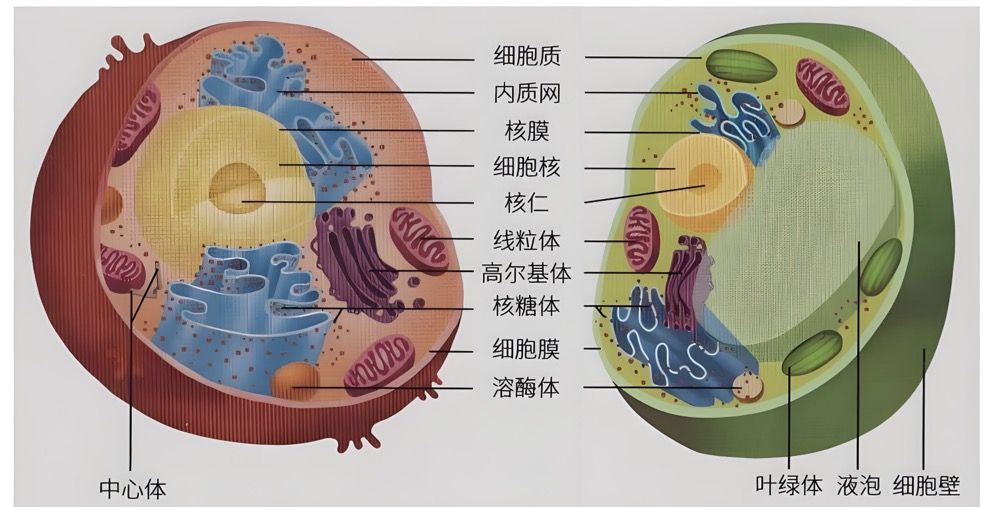 细胞质
内质网
核膜
细胞核
核仁
线粒体
高尔基体
核糖体
细胞膜
溶酶体
中心体
叶绿体 液泡 细胞壁